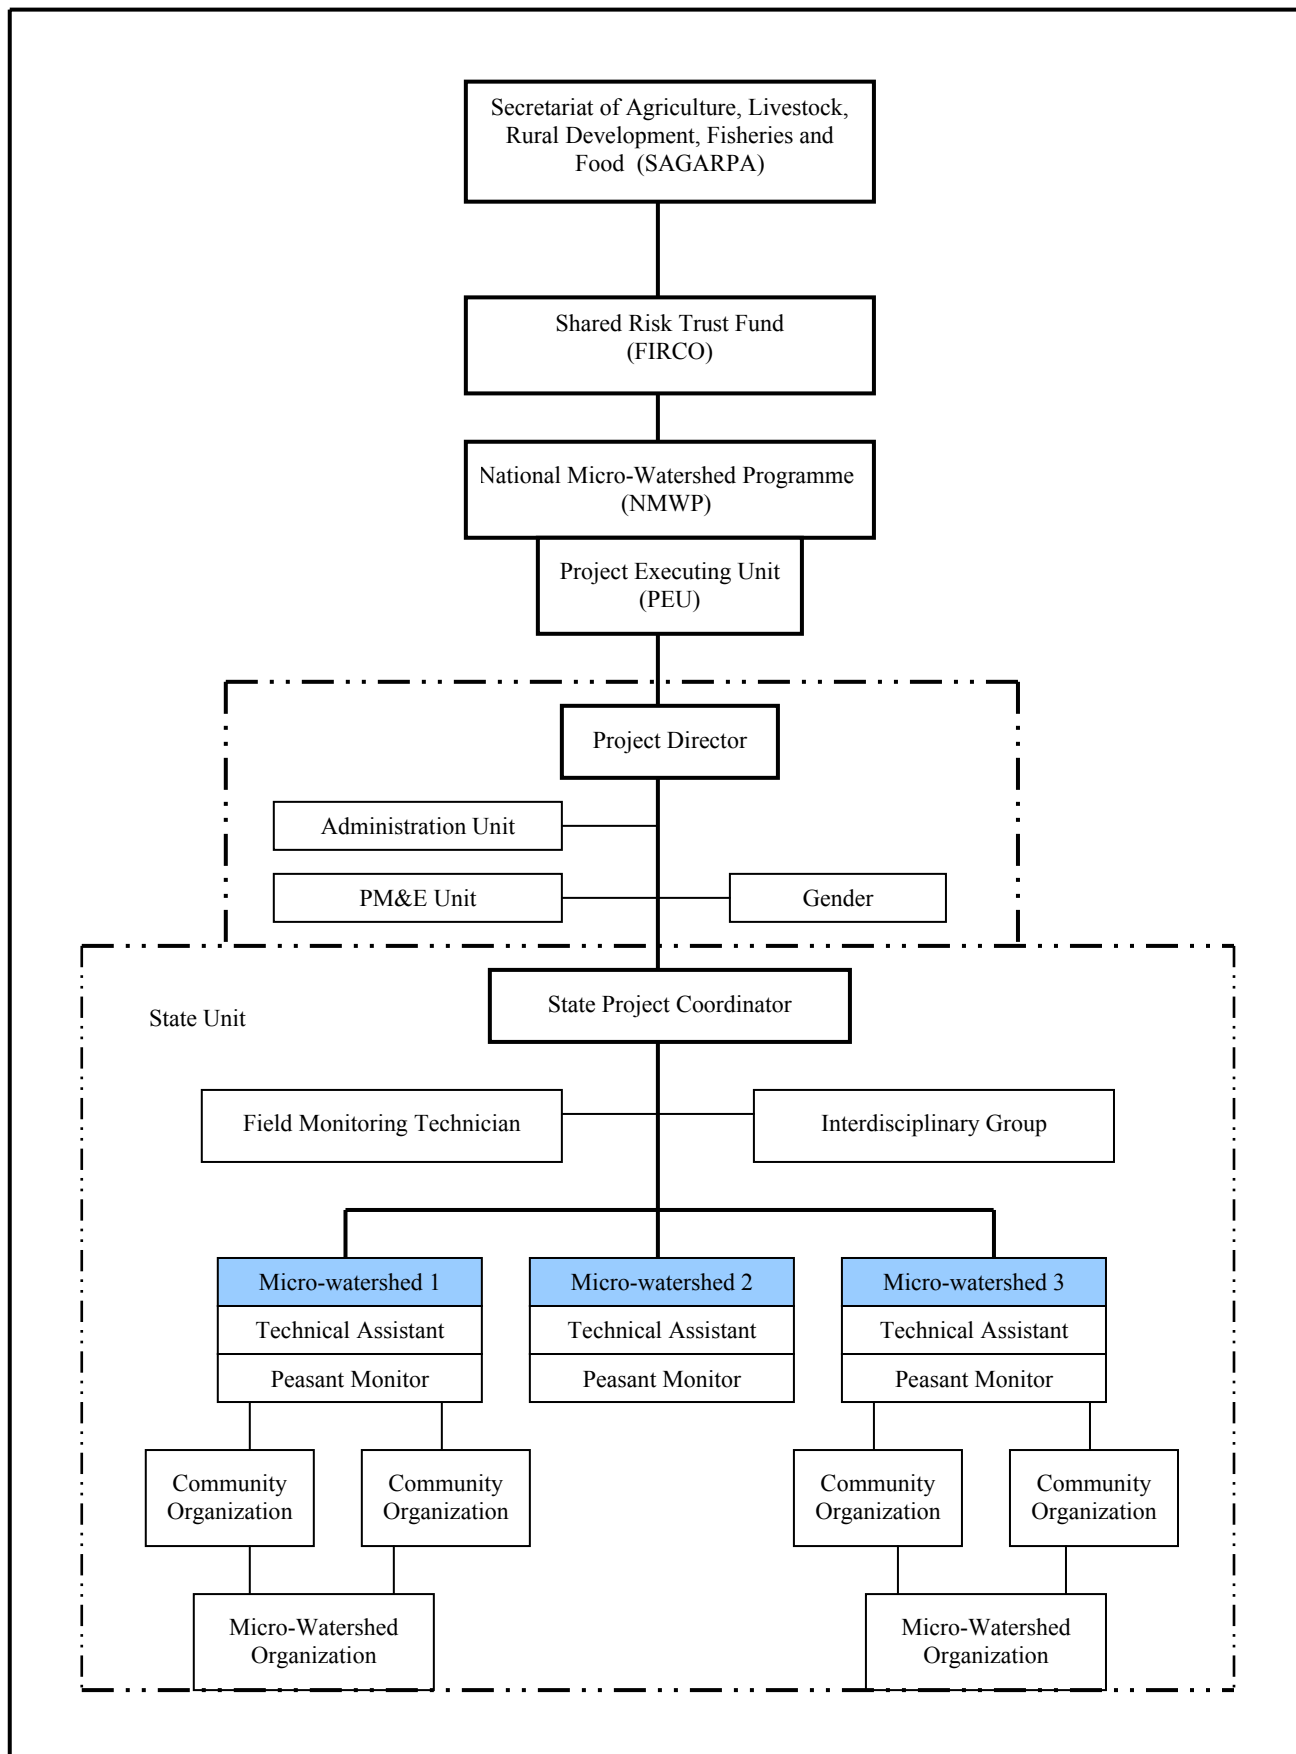 Secretariat of Agriculture, Livestock,
Rural Development, Fisheries and
Food (SAGARPA)
Shared Risk Trust Fund
(FIRCO)
National Micro-Watershed Programme
(NMWP)
Project Executing Unit
(PEU)
Project Director
Administration Unit
PM&E Unit
Gender
State Project Coordinator
State Unit
Field Monitoring Technician
Interdisciplinary Group
Micro-watershed 1
Technical Assistant
Peasant Monitor
Micro-watershed 2
Technical Assistant
Peasant Monitor
Micro-watershed 3
Technical Assistant
Peasant Monitor
Community
Organization
Community
Organization
Community
Organization
Community
Organization
Micro-Watershed
Organization
Micro-Watershed
Organization